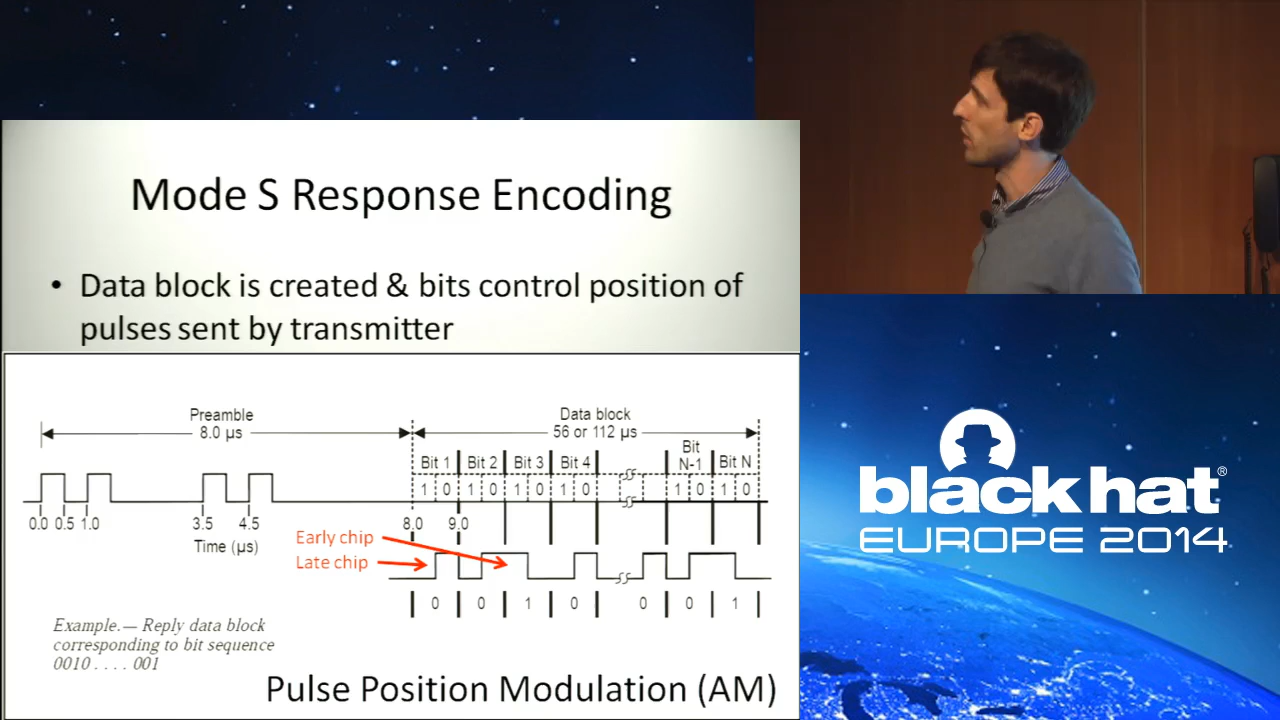 Mode S Response Encoding
• Data block is created & bits control position of
pulses sent by transmitter
Preamble
8.0 µs
Data block
56 or 112 µs
Bit 1 Bit 2 Bit 3 Bit 4 Bit N-1 Bit N
1 0 1 0 1 0 1 0 1 0 1 0
0.0 0.5 1.0 3.5 4.5 8.0 9.0
Time (µs)
Early chip
Late chip
0 0 1 0 0 0 1
Example.— Reply data block
corresponding to bit sequence
0010 . . . . 001
Pulse Position Modulation (AM)
black hat®
EUROPE 2014